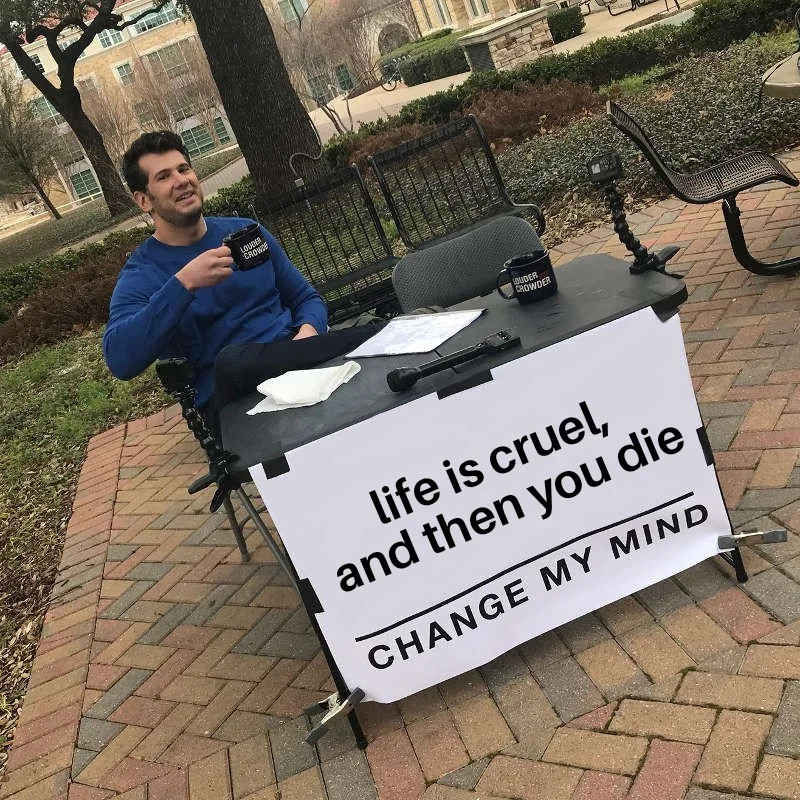 LOUDER
CROWDER
LOUDER
CROWDER
life is cruel,
and then you die
CHANGE MY MIND